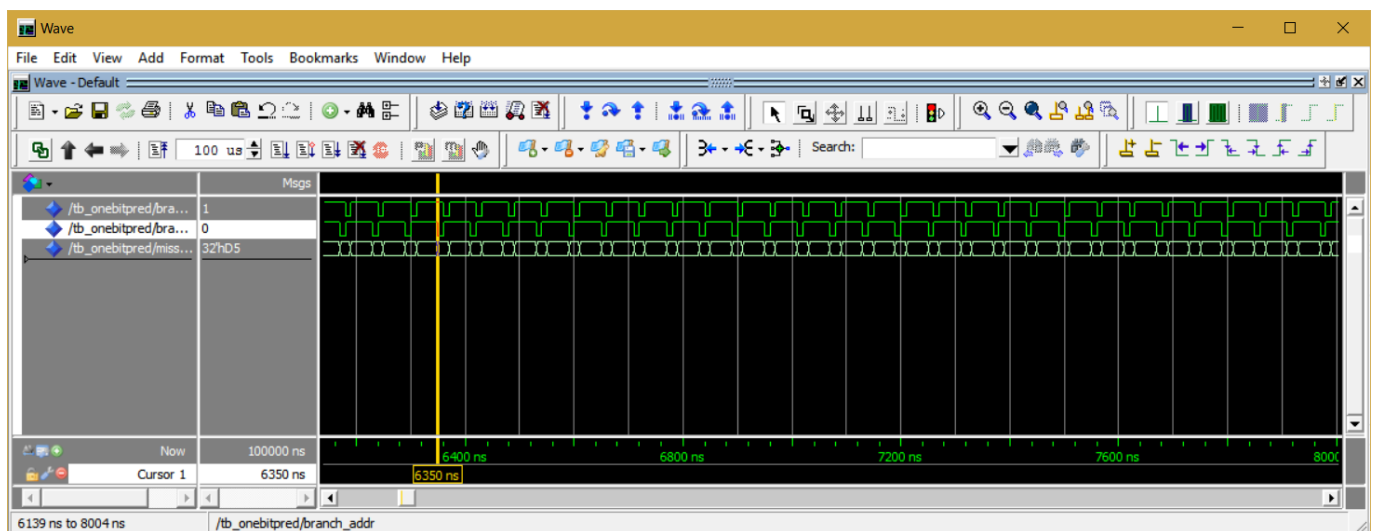 Wave
File Edit View Add Format Tools Bookmarks Window Help
Wave - Default
100 us
Search:
Msgs
/tb_onebitpred/bra... 1
/tb_onebitpred/bra... 0
/tb_onebitpred/miss... 32'hD5
Now 100000 ns
6400 ns 6800 ns 7200 ns 7600 ns 8000
Cursor 1 6350 ns 6350 ns
6139 ns to 8004 ns /tb_onebitpred/branch_addr